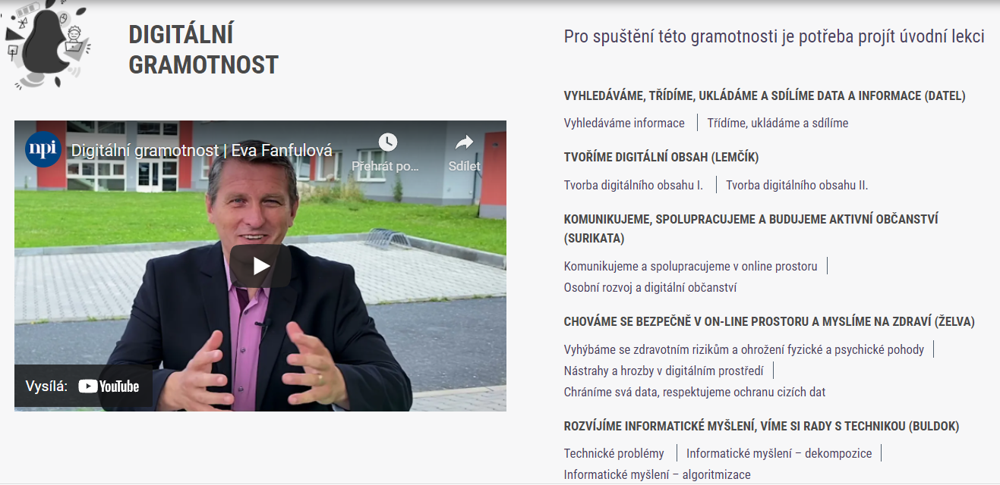 DIGITÁLNÍ
GRAMOTNOST
npi
Digitální gramotnost | Eva Fanfulová
Přehrát po...
Sdílet
Vysílá: YouTube
Pro spuštění této gramotnosti je potřeba projít úvodní lekci
VYHLEDÁVÁME, TŘÍDÍME, UKLÁDÁME A SDÍLÍME DATA A INFORMACE (DATEL)
Vyhledáváme informace | Třídíme, ukládáme a sdílíme
TVOŘÍME DIGITÁLNÍ OBSAH (LEMČÍK)
Tvorba digitálního obsahu I. | Tvorba digitálního obsahu II.
KOMUNIKUJEME, SPOLUPRACUJEME A BUDUJEME AKTIVNÍ OBČANSTVÍ
(SURIKATA)
Komunikujeme a spolupracujeme v online prostoru |
Osobní rozvoj a digitální občanství
CHOVÁME SE BEZPEČNĚ V ON-LINE PROSTORU A MYSLÍME NA ZDRAVÍ (ŽELVA)
Vyhýbáme se zdravotním rizikům a ohrožení fyzické a psychické pohody |
Nástrahy a hrozby v digitálním prostředí |
Chráníme svá data, respektujeme ochranu cizích dat
ROZVÍJÍME INFORMATICKÉ MYŠLENÍ, VÍME SI RADY S TECHNIKOU (BULDOK)
Technické problémy | Informatické myšlení – dekompozice |
Informatické myšlení – algoritmizace